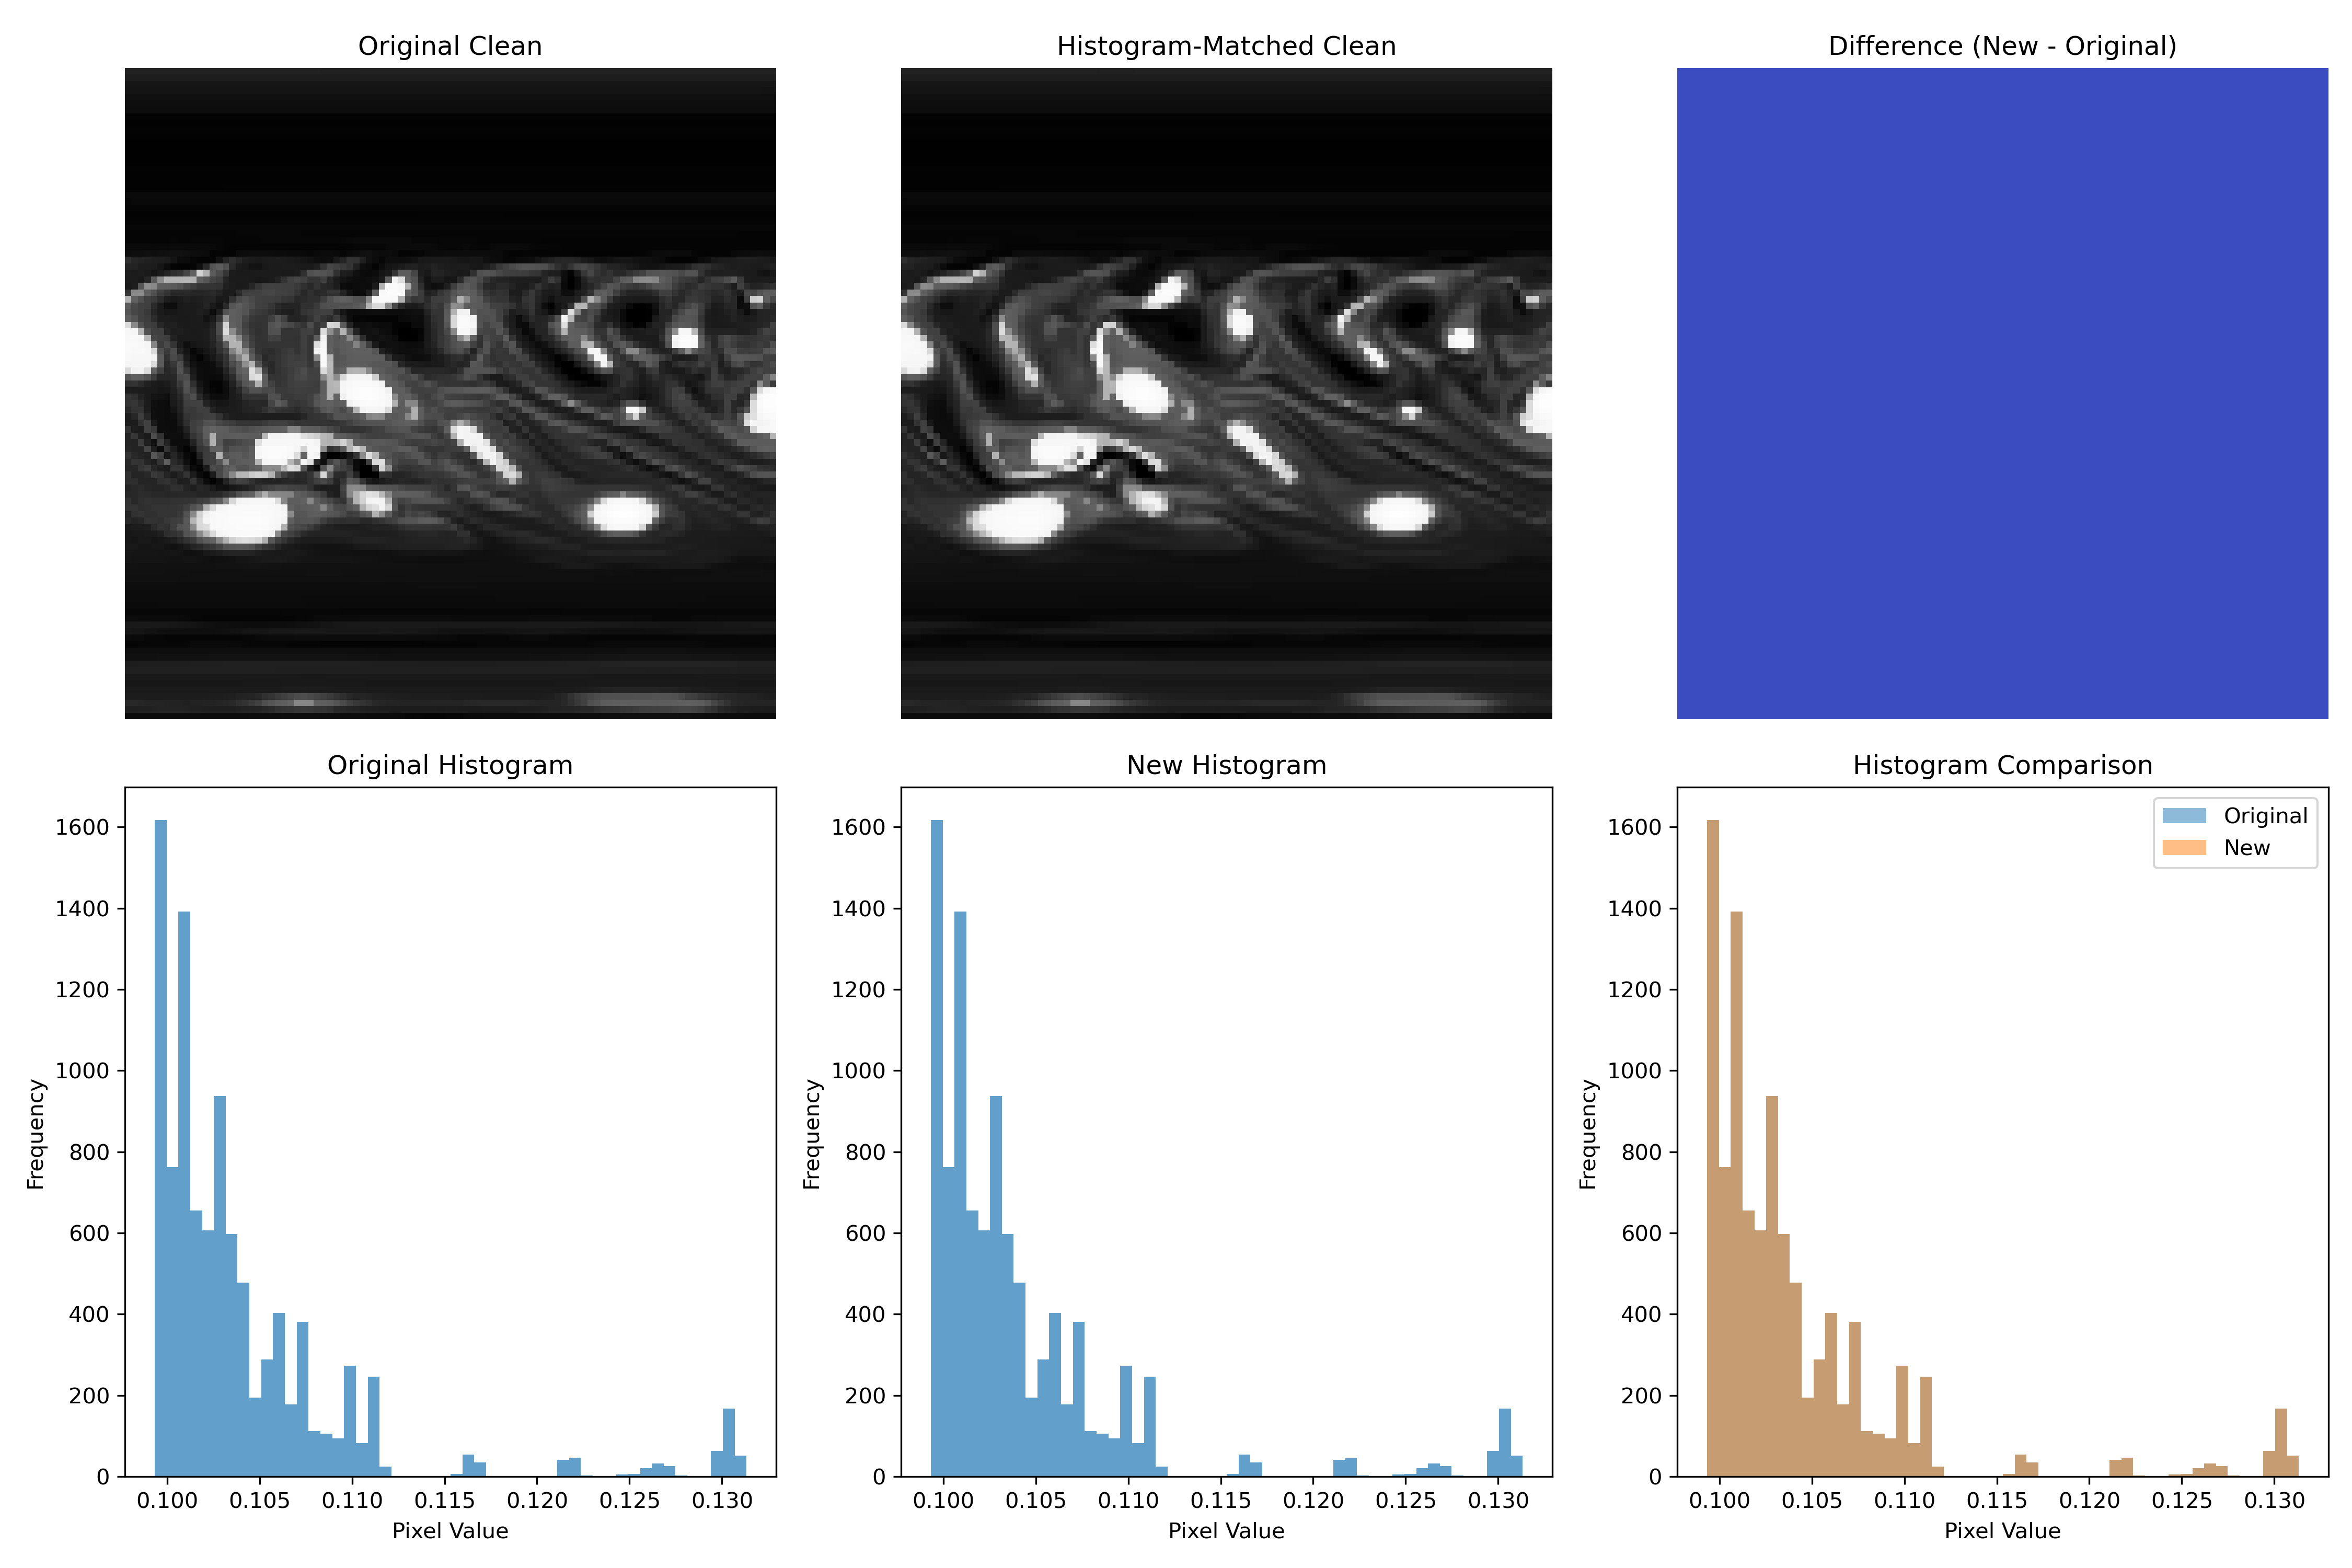 Original Clean
Histogram-Matched Clean
Difference (New - Original)
Original Histogram
New Histogram
Histogram Comparison
Frequency
1600
1400
1200
1000
800
600
400
200
0
0.100 0.105 0.110 0.115 0.120 0.125 0.130
Pixel Value
Frequency
1600
1400
1200
1000
800
600
400
200
0
0.100 0.105 0.110 0.115 0.120 0.125 0.130
Pixel Value
Frequency
1600
1400
1200
1000
800
600
400
200
0
0.100 0.105 0.110 0.115 0.120 0.125 0.130
Pixel Value
Original
New